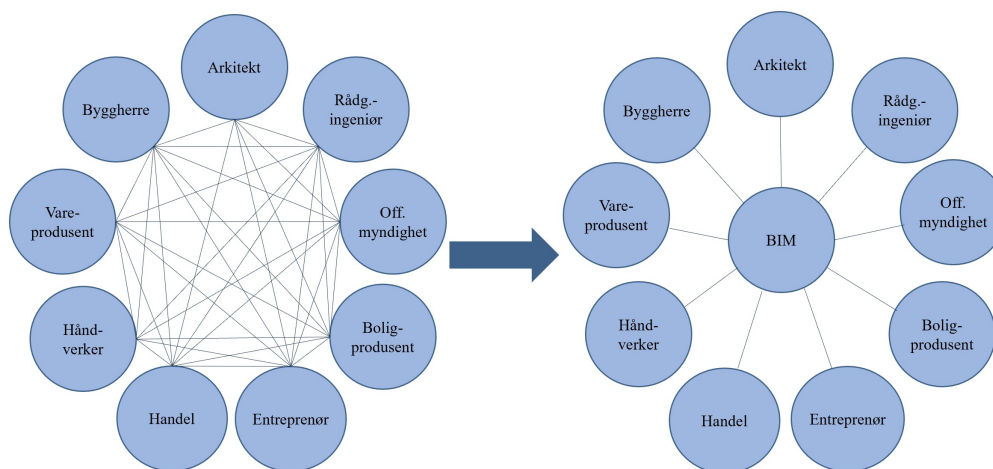 Arkitekt
Rådg.-
ingeniør
Off.
myndighet
Bolig-
produsent
Entreprenør
Handel
Hånd-
verker
Vare-
produsent
Byggherre
Arkitekt
Rådg.-
ingeniør
Off.
myndighet
Bolig-
produsent
Entreprenør
Handel
Hånd-
verker
Vare-
produsent
Byggherre
BIM